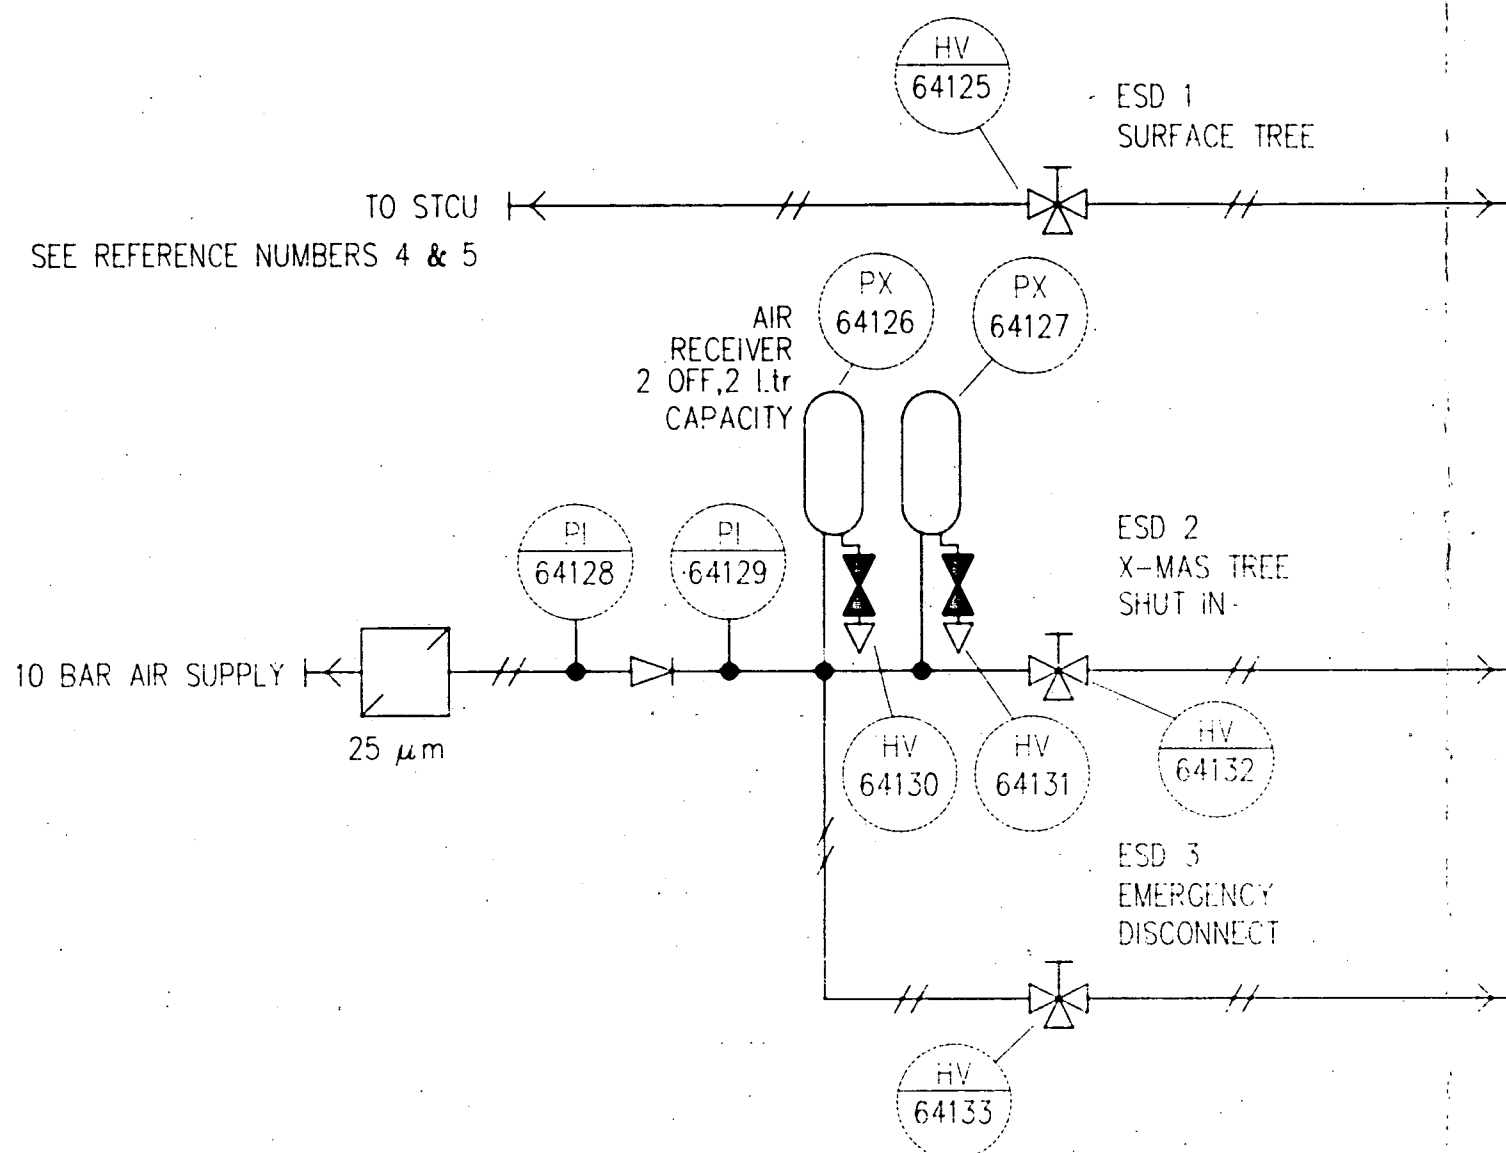 HV
64125
ESD 1
SURFACE TREE
TO STCU
SEE REFERENCE NUMBERS 4 & 5
PX
64126
PX
64127
AIR
RECEIVER
2 OFF,2 Ltr
CAPACITY
PI
64128
PI
64129
ESD 2
X-MAS TREE
SHUT IN
10 BAR AIR SUPPLY
25 μm
HV
64130
HV
64131
HV
64132
ESD 3
EMERGENCY
DISCONNECT
HV
64133